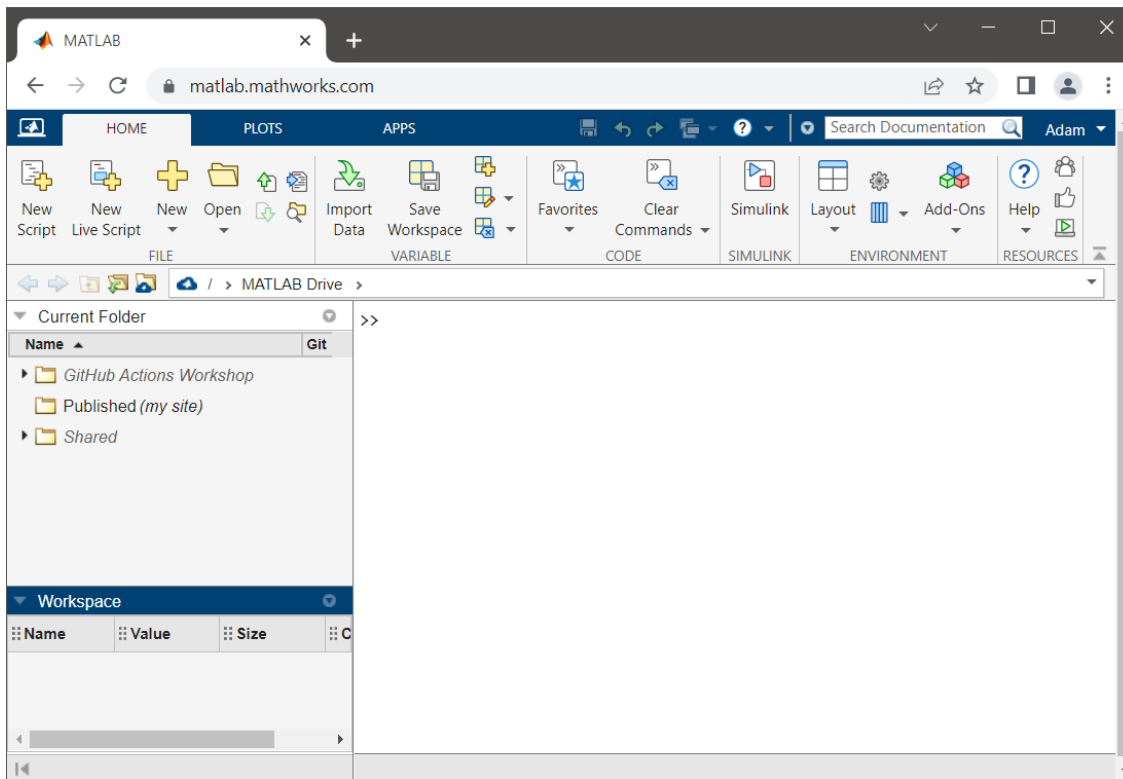 MATLAB
matlab.mathworks.com
HOME PLOTS APPS Search Documentation Adam
New Script New Live Script New Open Import Data Save Workspace Favorites Clear Commands Simulink Layout Add-Ons Help
FILE VARIABLE CODE SIMULINK ENVIRONMENT RESOURCES
/ > MATLAB Drive >
Current Folder
>>
Name Git
GitHub Actions Workshop
Published (my site)
Shared
Workspace
Name Value Size C